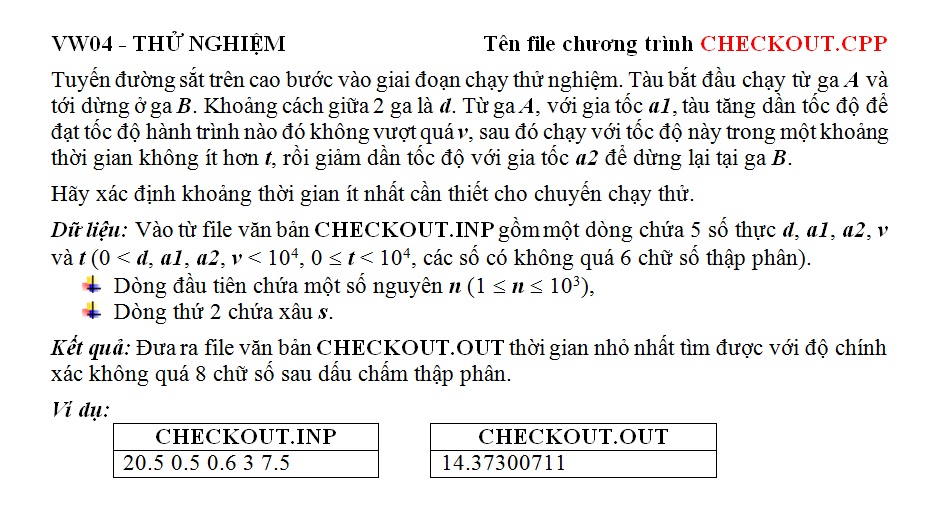 VW04 - THỬ NGHIỆM Tên file chương trình CHECKOUT.CPP
Tuyến đường sắt trên cao bước vào giai đoạn chạy thử nghiệm. Tàu bắt đầu chạy từ ga A và
tới dừng ở ga B. Khoảng cách giữa 2 ga là d. Từ ga A, với gia tốc a1, tàu tăng dần tốc độ để
đạt tốc độ hành trình nào đó không vượt quá v, sau đó chạy với tốc độ này trong một khoảng
thời gian không ít hơn t, rồi giảm dần tốc độ với gia tốc a2 để dừng lại tại ga B.
Hãy xác định khoảng thời gian ít nhất cần thiết cho chuyến chạy thử.
Dữ liệu: Vào từ file văn bản CHECKOUT.INP gồm một dòng chứa 5 số thực d, a1, a2, v
và t (0 < d, a1, a2, v < 10⁴, 0 ≤ t < 10⁴, các số có không quá 6 chữ số thập phân).
Dòng đầu tiên chứa một số nguyên n (1 ≤ n ≤ 10³),
Dòng thứ 2 chứa xâu s.
Kết quả: Đưa ra file văn bản CHECKOUT.OUT thời gian nhỏ nhất tìm được với độ chính
xác không quá 8 chữ số sau dấu chấm thập phân.
Ví dụ:
CHECKOUT.INP CHECKOUT.OUT
20.5 0.5 0.6 3 7.5 14.37300711